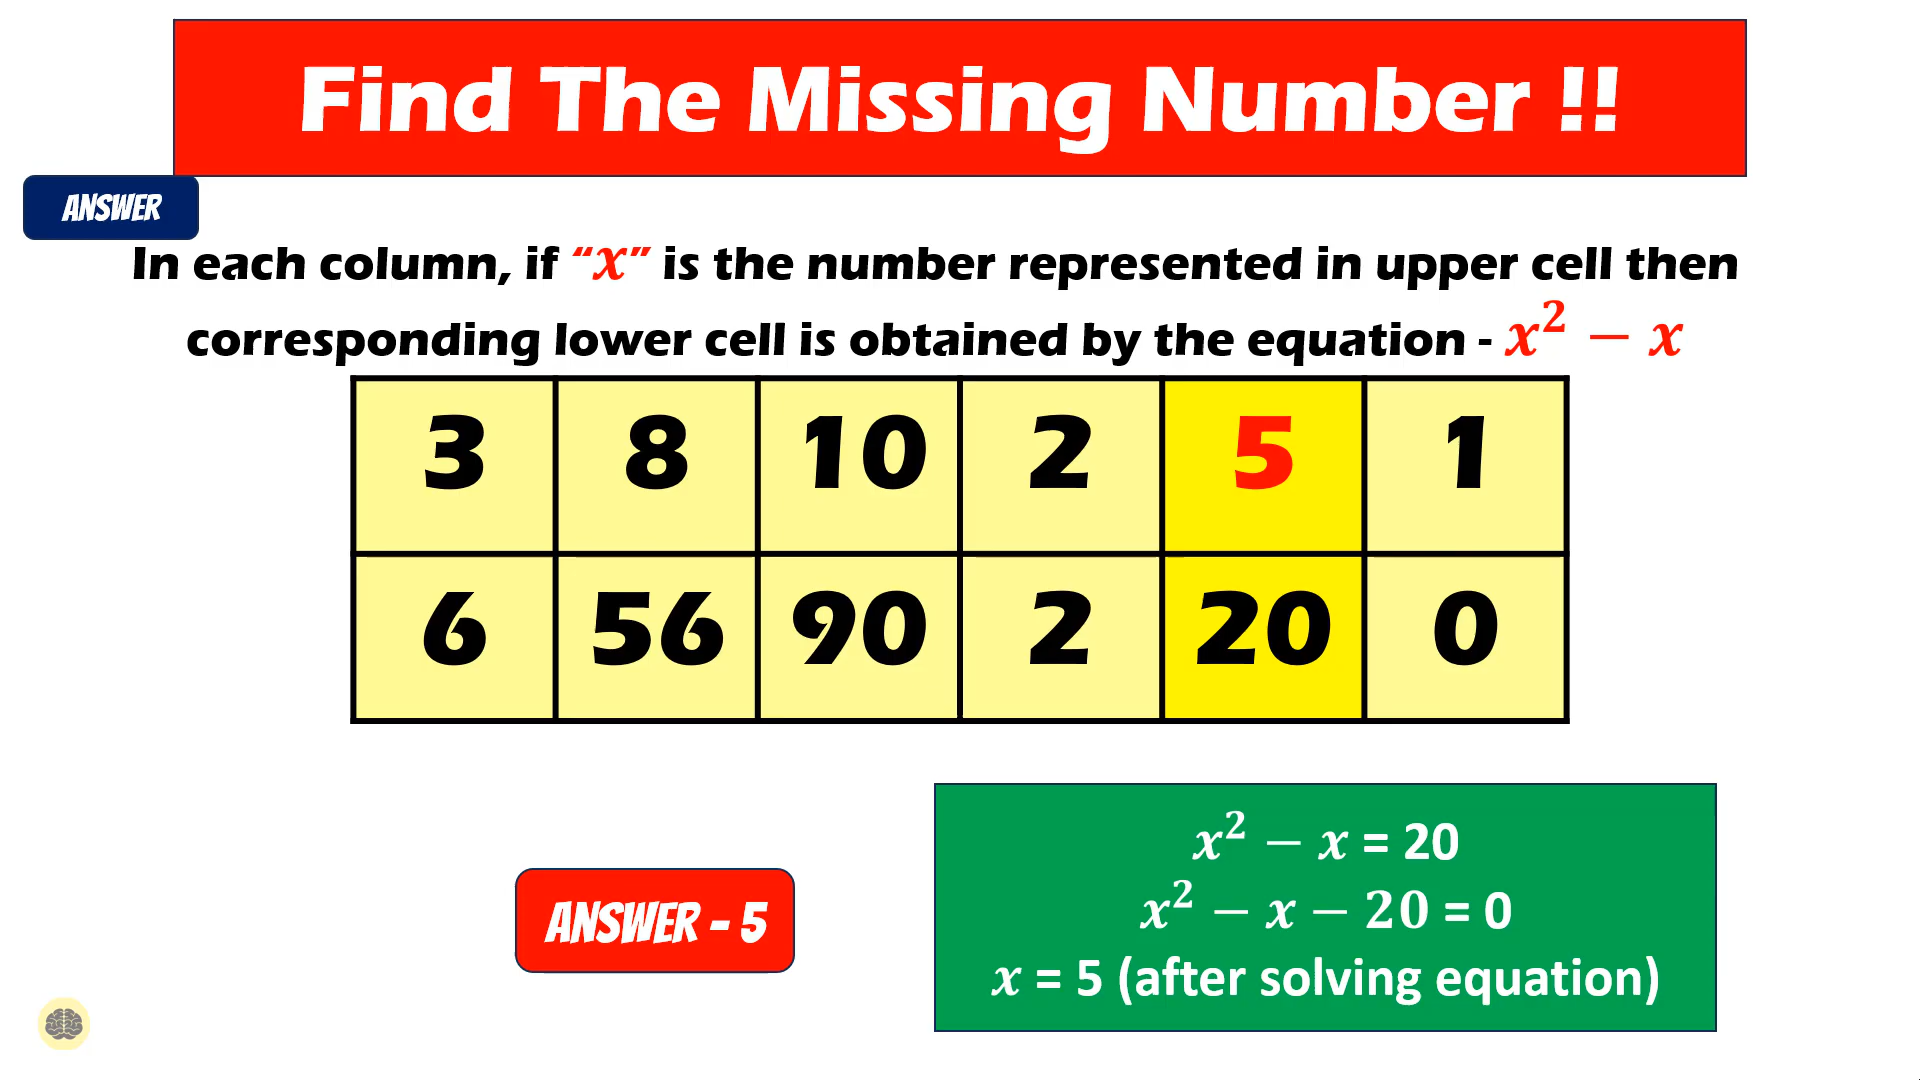 Find The Missing Number !!
ANSWER
In each column, if “x” is the number represented in upper cell then
corresponding lower cell is obtained by the equation - x² − x
3 8 10 2 5 1
6 56 90 2 20 0
x² − x = 20
x² − x − 20 = 0
x = 5 (after solving equation)
ANSWER - 5